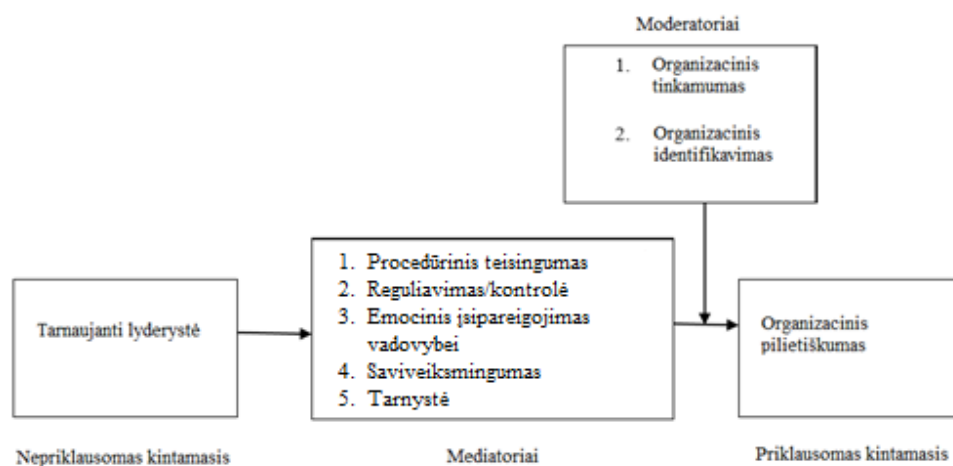 Moderatoriai
1. Organizacinis
tinkamumas
2. Organizacinis
identifikavimas
Tarnaujanti lyderystė
1. Procedūrinis teisingumas
2. Reguliavimas/kontrolė
3. Emocinis įsipareigojimas
vadovybei
4. Saviveiksmingumas
5. Tarnystė
Organizacinis
pilietiškumas
Nepriklausomas kintamasis
Mediatoriai
Priklausomas kintamasis